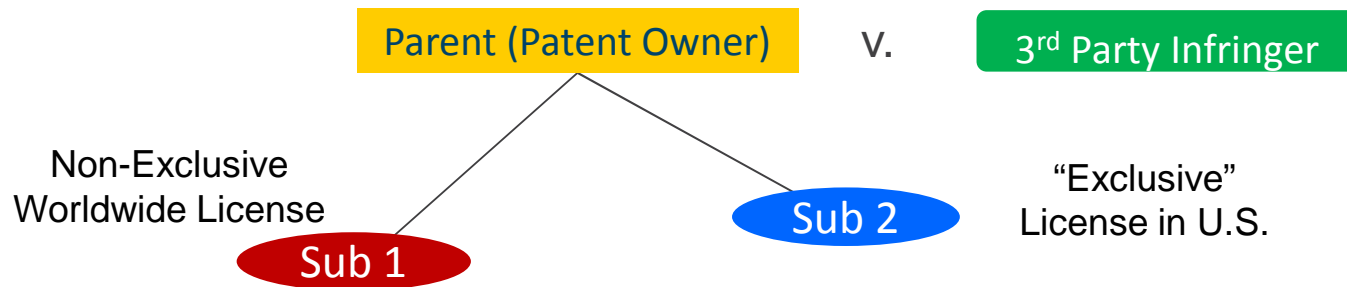 Parent (Patent Owner)
v.
3rd Party Infringer
Non-Exclusive
Worldwide License
Sub 1
Sub 2
“Exclusive”
License in U.S.